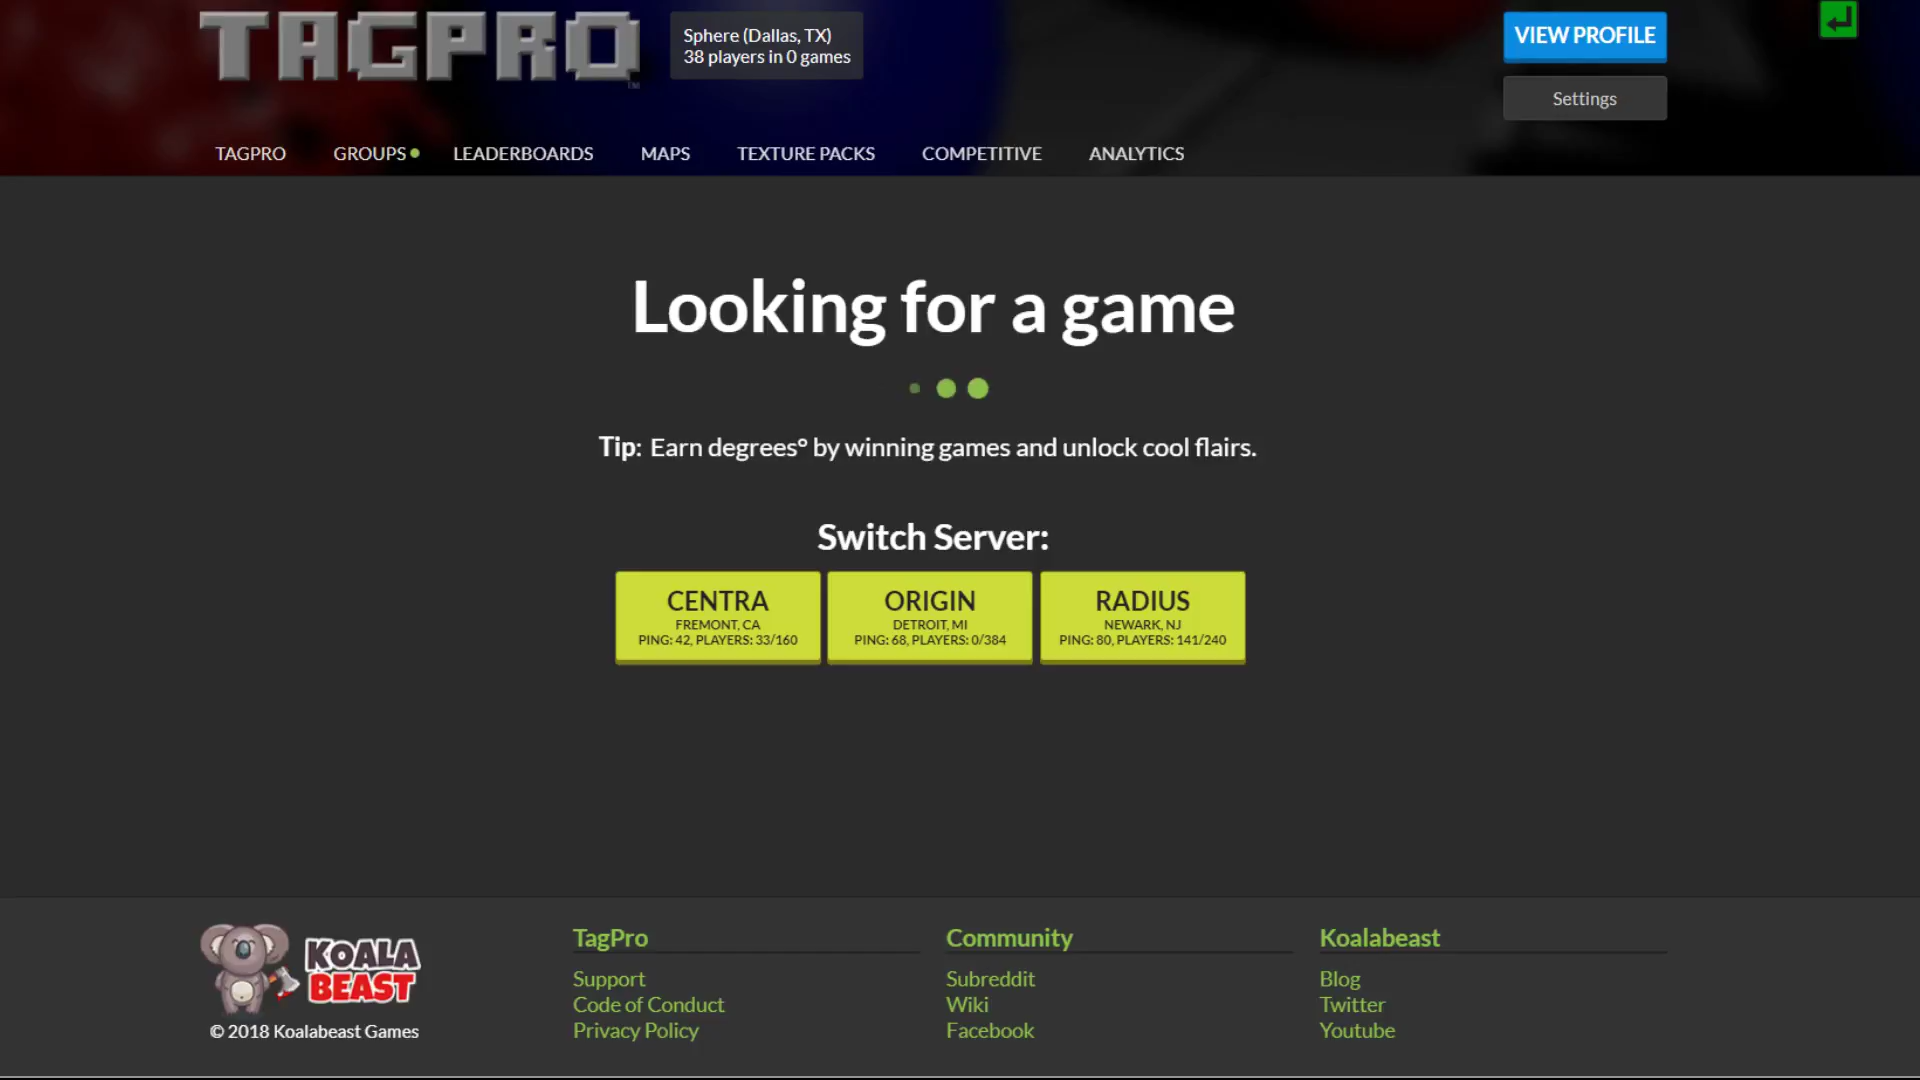 TAGPRO
TM
Sphere (Dallas, TX)
38 players in 0 games
VIEW PROFILE
Settings
TAGPRO
GROUPS
LEADERBOARDS
MAPS
TEXTURE PACKS
COMPETITIVE
ANALYTICS
Looking for a game
Tip: Earn degrees° by winning games and unlock cool flairs.
Switch Server:
CENTRA
FREMONT, CA
PING: 42, PLAYERS: 33/160
ORIGIN
DETROIT, MI
PING: 68, PLAYERS: 0/384
RADIUS
NEWARK, NJ
PING: 80, PLAYERS: 141/240
KOALA
BEAST
© 2018 Koalabeast Games
TagPro
Support
Code of Conduct
Privacy Policy
Community
Subreddit
Wiki
Facebook
Koalabeast
Blog
Twitter
Youtube